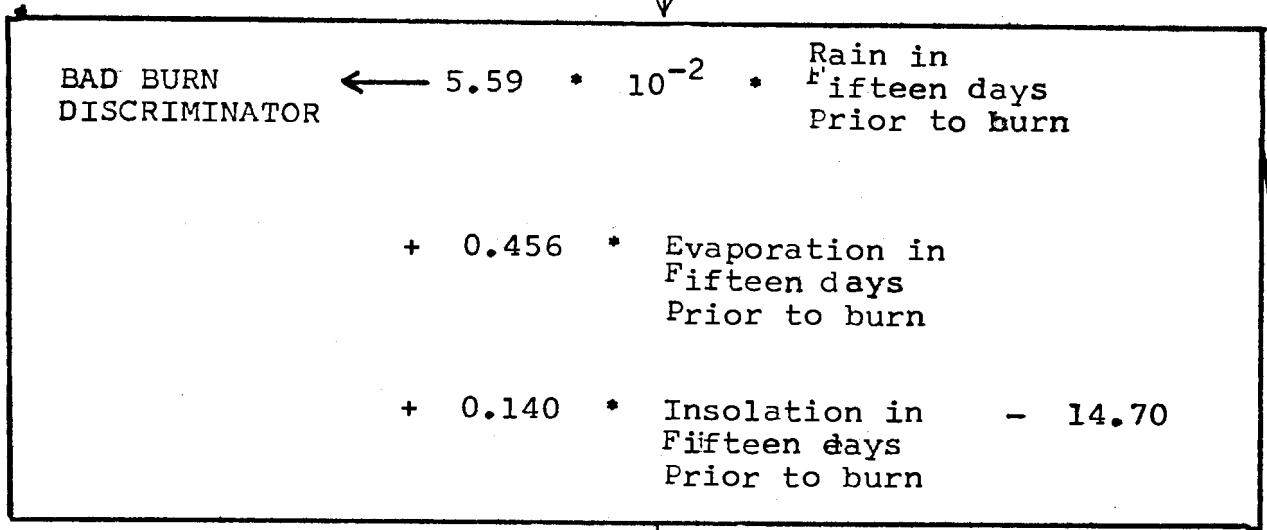 BAD BURN ← 5.59 * 10^-2 * Rain in
DISCRIMINATOR Fifteen days
Prior to burn
+ 0.456 * Evaporation in
Fifteen days
Prior to burn
+ 0.140 * Insolation in - 14.70
Fifteen days
Prior to burn